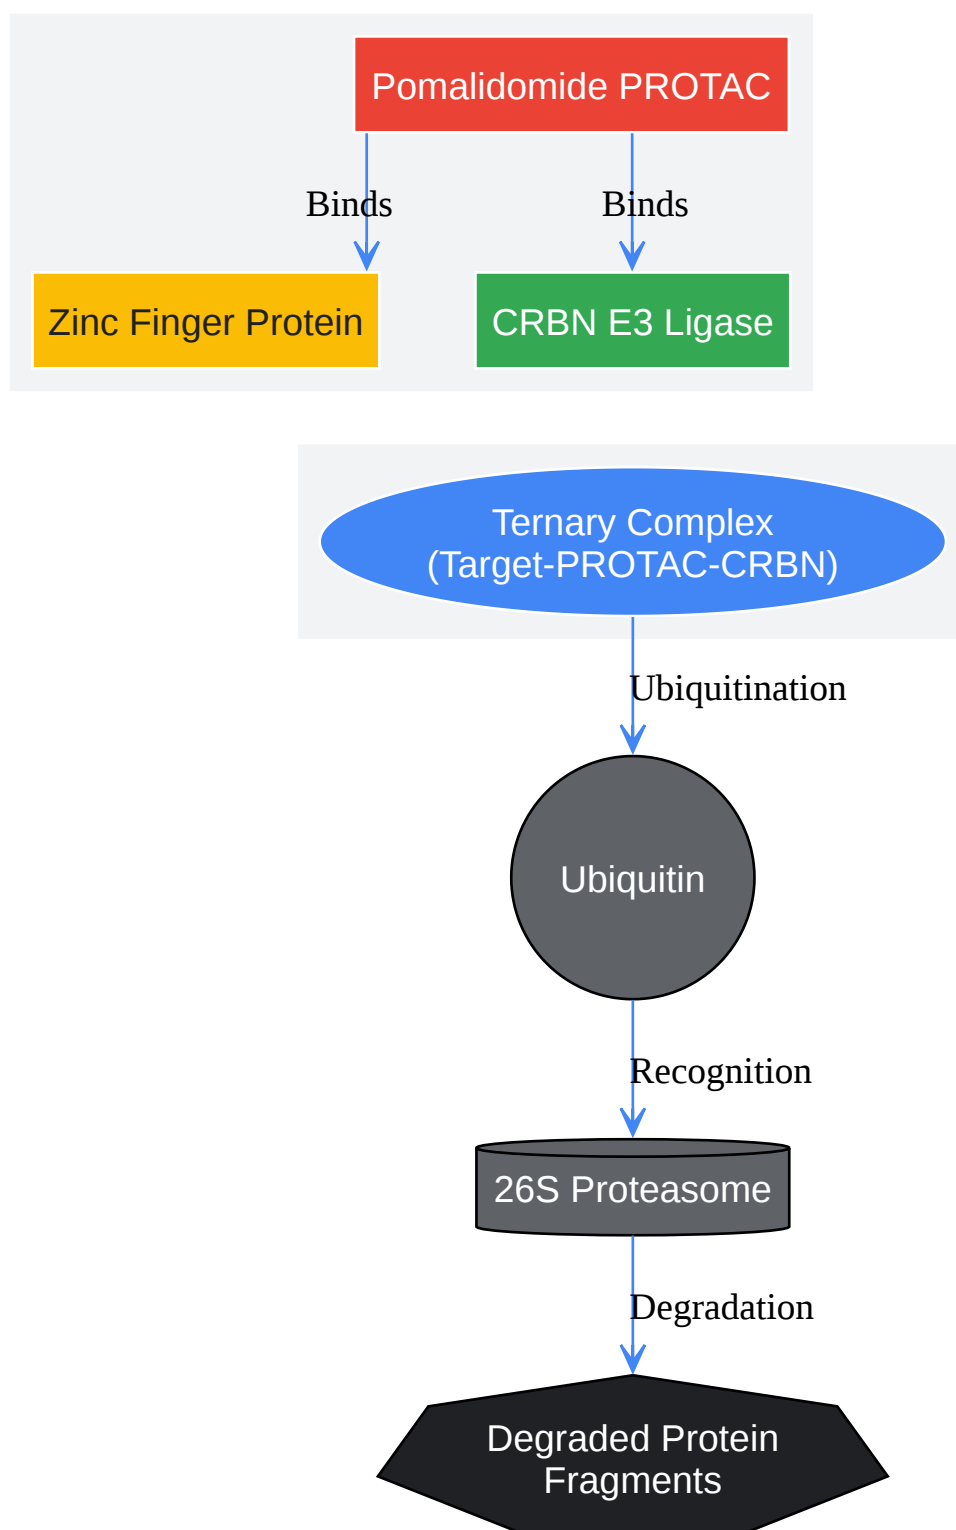 Pomalidomide PROTAC
Binds
Binds
Zinc Finger Protein
CRBN E3 Ligase
Ternary Complex
(Target-PROTAC-CRBN)
Ubiquitination
Ubiquitin
Recognition
26S Proteasome
Degradation
Degraded Protein
Fragments